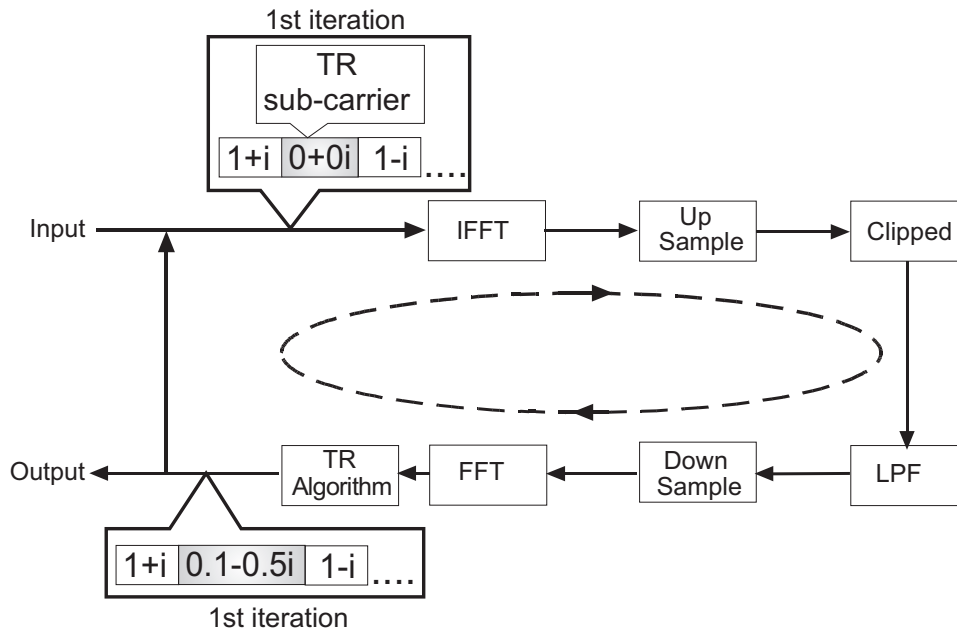 1st iteration
TR
sub-carrier
1+i 0+0i 1-i ....
Input
IFFT
Up
Sample
Clipped
Output
TR
Algorithm
FFT
Down
Sample
LPF
1+i 0.1-0.5i 1-i ....
1st iteration